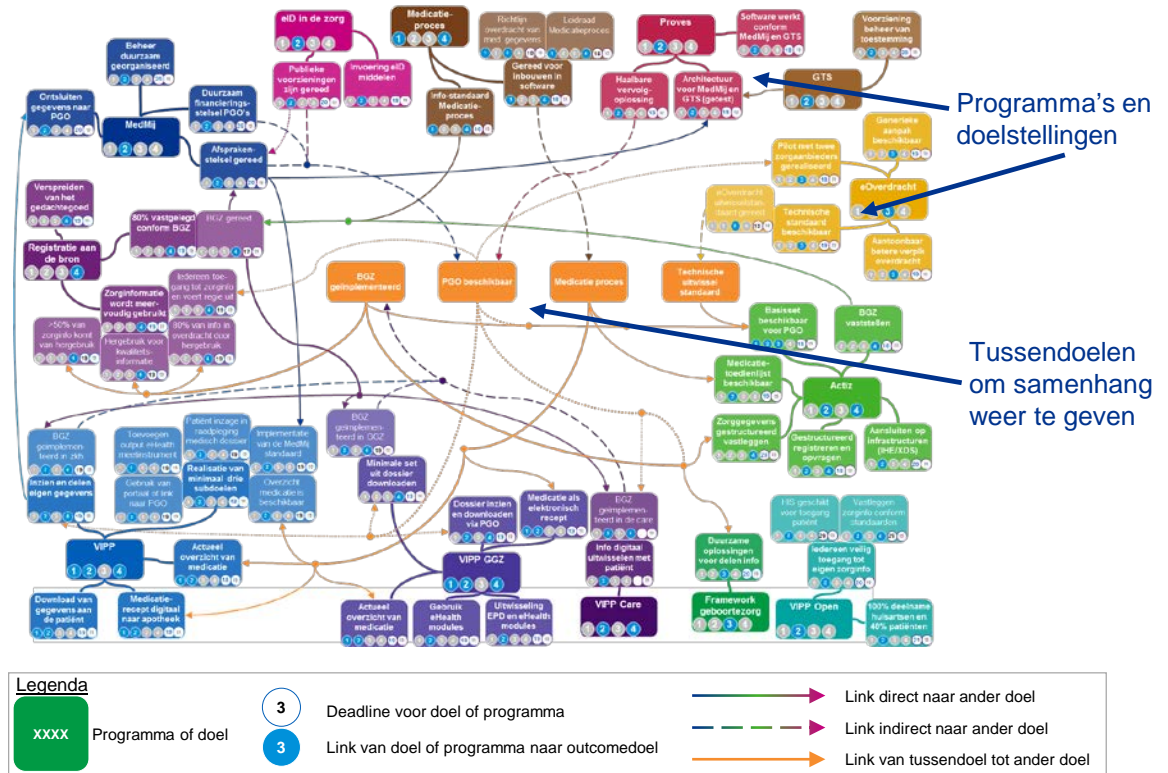 eID in de zorg
Medicatie-
proces
Richtlijn
overdracht van
med. gegevens
Leidraad
Medicatieproces
Proves
Software werkt
conform
MedMij en GTS
Voorziening
beheer van
toestemming
Beheer
duurzaam
georganiseerd
Publieke
voorzieningen
zijn gereed
Invoering eID
middelen
Gereed voor
inbouwen in
software
Haalbare
vervolg-
oplossing
Architectuur
voor MedMij en
GTS (getest)
GTS
Programma's en
doelstellingen
Ontsluiten
gegevens naar
PGO
Duurzaam
financierings-
stelsel PGO's
Info-standaard
Medicatie-
proces
MedMij
Afspraken-
stelsel gereed
Generieke
aanpak
beschikbaar
Pilot met twee
zorgaanbieders
gerealiseerd
Verspreiden
van het
gedachtegoed
eOverdracht
eOverdracht
uitwisselstan-
daard gereed
Technische
standaard
beschikbaar
80% vastgelegd
conform BGZ
BGZ gereed
Registratie aan
de bron
Aantoonbaar
betere verplk
overdracht
BGZ
geïmplementeerd
PGO beschikbaar
Medicatie proces
Technische
uitwissel
standaard
Iedereen toe-
gang tot zorginfo
en voert regie uit
Zorginformatie
wordt meer-
voudig gebruikt
Basisset
beschikbaar
voor PGO
BGZ
vaststellen
>50% van
zorginfo komt
van hergebruik
Hergebruik voor
kwaliteits-
informatie
80% van info in
overdracht door
hergebruik
Tussendoelen
om samenhang
weer te geven
Medicatie-
toedienlijst
beschikbaar
Actiz
BGZ
geïmplemen-
teerd in zkh
Toevoegen
output eHealth
meetinstrument
Patiënt inzage in
raadpleging
medisch dossier
Implementatie
van de MedMij
standaard
BGZ
geïmplemen-
teerd in GGZ
Zorggegevens
gestructureerd
vastleggen
Gestructureerd
registreren en
opvragen
Aansluiten op
infrastructuren
(IHE/XDS)
Minimale set
uit dossier
downloaden
Inzien en delen
eigen gegevens
Gebruik van
portaal of link
naar PGO
Realisatie van
minimaal drie
subdoelen
Overzicht
medicatie is
beschikbaar
Dossier inzien
en downloaden
via PGO
Medicatie als
elektronisch
recept
BGZ
geïmplemen-
teerd in de care
HIS geschikt
voor toegang
patiënt
Vastleggen
zorginfo conform
standaarden
VIPP
Actueel
overzicht van
medicatie
VIPP GGZ
Info digitaal
uitwisselen met
patiënt
Duurzame
oplossingen
voor delen info
Iedereen veilig
toegang tot
eigen zorginfo
Download van
gegevens aan
de patiënt
Medicatie-
recept digitaal
naar apotheek
Actueel
overzicht van
medicatie
Gebruik
eHealth
modules
Uitwisseling
EPD en eHealth
modules
VIPP Care
Framework
geboortezorg
VIPP Open
100% deelname
huisartsen en
40% patiënten
Legenda
XXXX
Programma of doel
3
Deadline voor doel of programma
3
Link van doel of programma naar outcomedoel
Link direct naar ander doel
Link indirect naar ander doel
Link van tussendoel tot ander doel